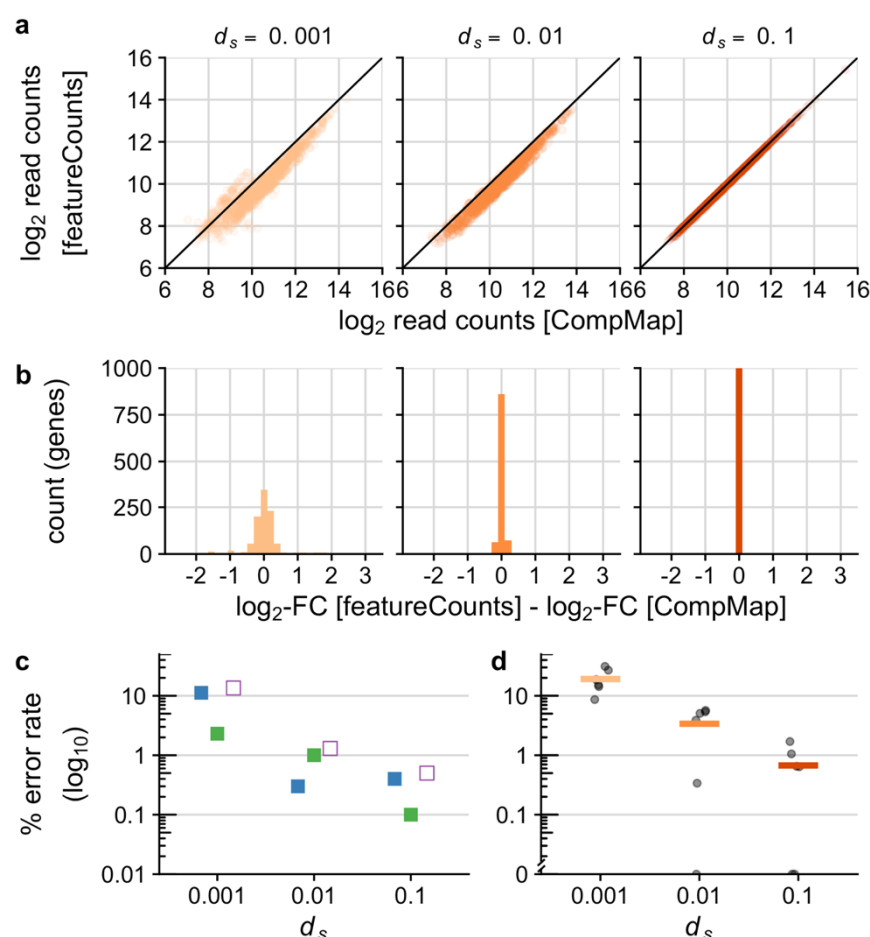 a
d_s = 0.001
d_s = 0.01
d_s = 0.1
log₂ read counts
[featureCounts]
16
14
12
10
8
6
6 8 10 12 14 16 6 8 10 12 14 16 6 8 10 12 14 16
log₂ read counts [CompMap]
b
count (genes)
1000
750
500
250
0
-2 -1 0 1 2 3 -2 -1 0 1 2 3 -2 -1 0 1 2 3
log₂-FC [featureCounts] - log₂-FC [CompMap]
c
% error rate
(log₁₀)
10
1
0.1
0.01
0.001 0.01 0.1
d_s
d
10
1
0.1
0
0.001 0.01 0.1
d_s